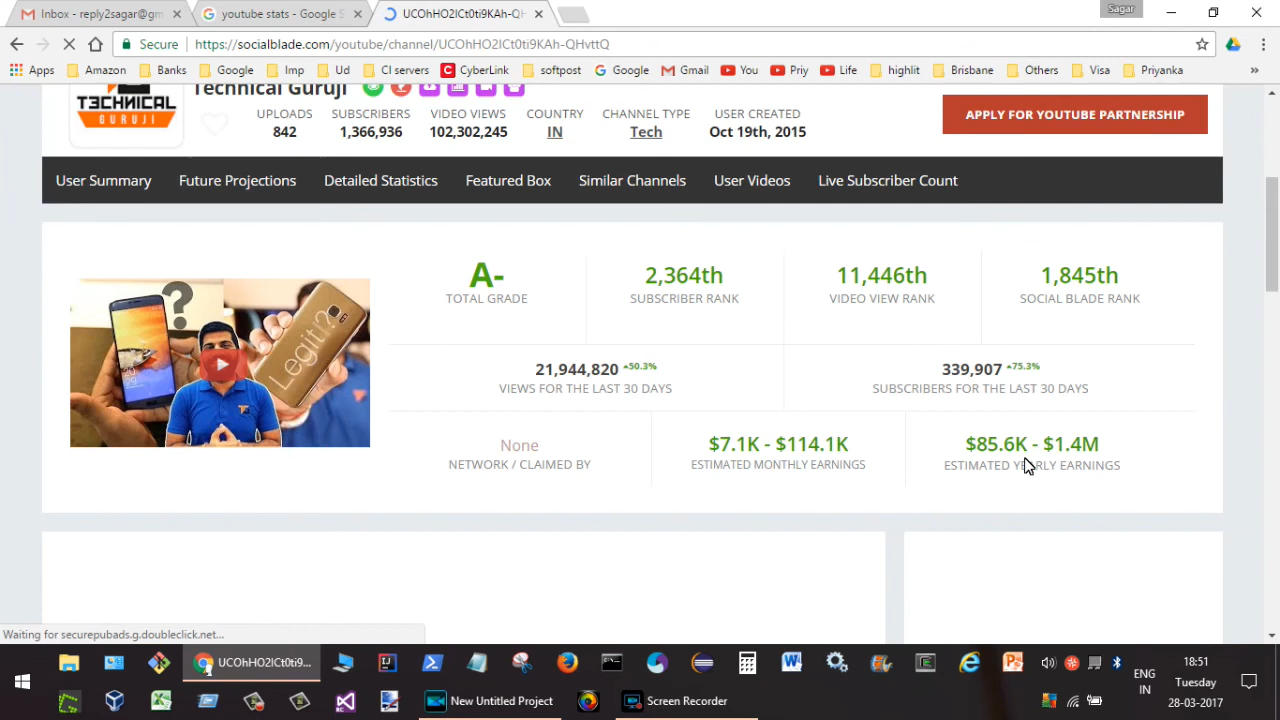 Sagar
Inbox - reply2sagar@gm
youtube stats - Google S
UCOhHO2ICt0ti9KAh-QH
Secure
https://socialblade.com/youtube/channel/UCOhHO2ICt0ti9KAh-QHvttQ
Apps Amazon Banks Google Imp Ud CI servers CyberLink softpost Google Gmail You Priy Life highlit Brisbane Others Visa Priyanka
TECHNICAL
GURUJI
Technical Guruji
UPLOADS
842
SUBSCRIBERS
1,366,936
VIDEO VIEWS
102,302,245
COUNTRY
IN
CHANNEL TYPE
Tech
USER CREATED
Oct 19th, 2015
APPLY FOR YOUTUBE PARTNERSHIP
User Summary Future Projections Detailed Statistics Featured Box Similar Channels User Videos Live Subscriber Count
?
Legit!?
A-
TOTAL GRADE
2,364th
SUBSCRIBER RANK
11,446th
VIDEO VIEW RANK
1,845th
SOCIAL BLADE RANK
21,944,820 50.3%
VIEWS FOR THE LAST 30 DAYS
339,907 75.3%
SUBSCRIBERS FOR THE LAST 30 DAYS
None
NETWORK / CLAIMED BY
$7.1K - $114.1K
ESTIMATED MONTHLY EARNINGS
$85.6K - $1.4M
ESTIMATED YEARLY EARNINGS
Waiting for securepubads.g.doubleclick.net...
UCOhHO2ICt0ti9...
New Untitled Project
Screen Recorder
ENG
IN
18:51
Tuesday
28-03-2017